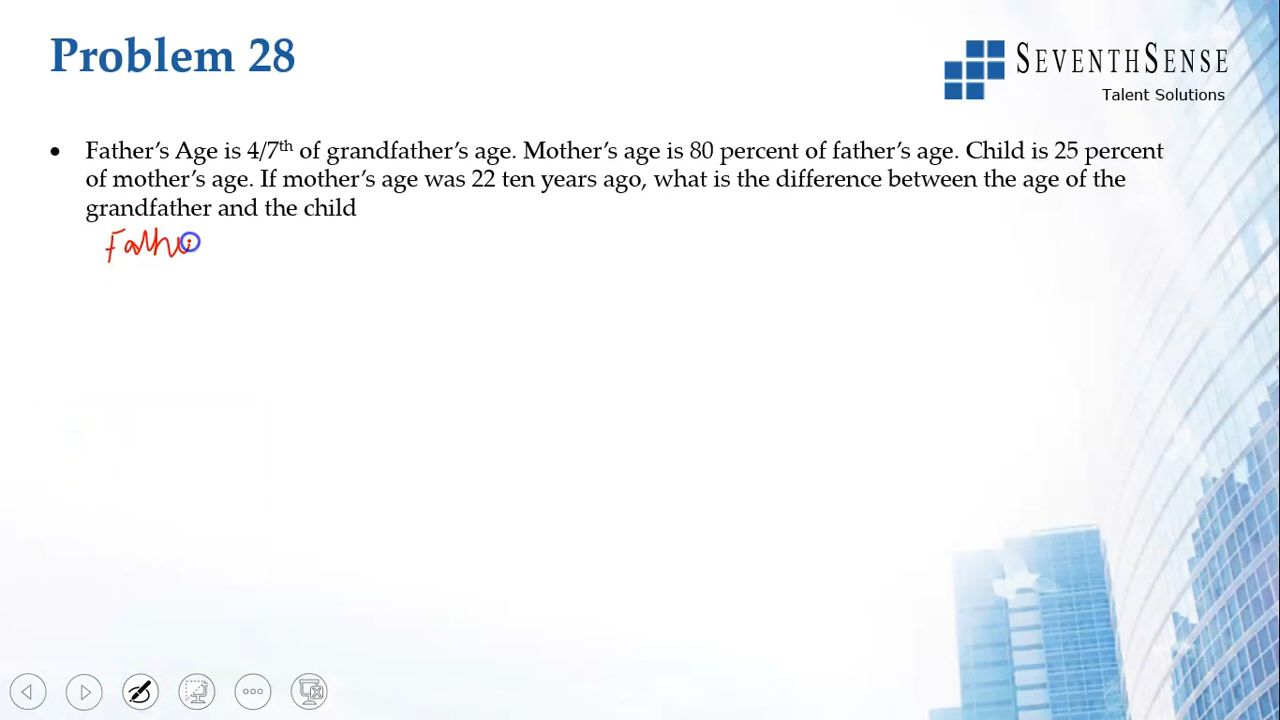 Problem 28
SEVENTHSENSE
Talent Solutions
• Father's Age is 4/7th of grandfather's age. Mother's age is 80 percent of father's age. Child is 25 percent
of mother's age. If mother's age was 22 ten years ago, what is the difference between the age of the
grandfather and the child
Fathe